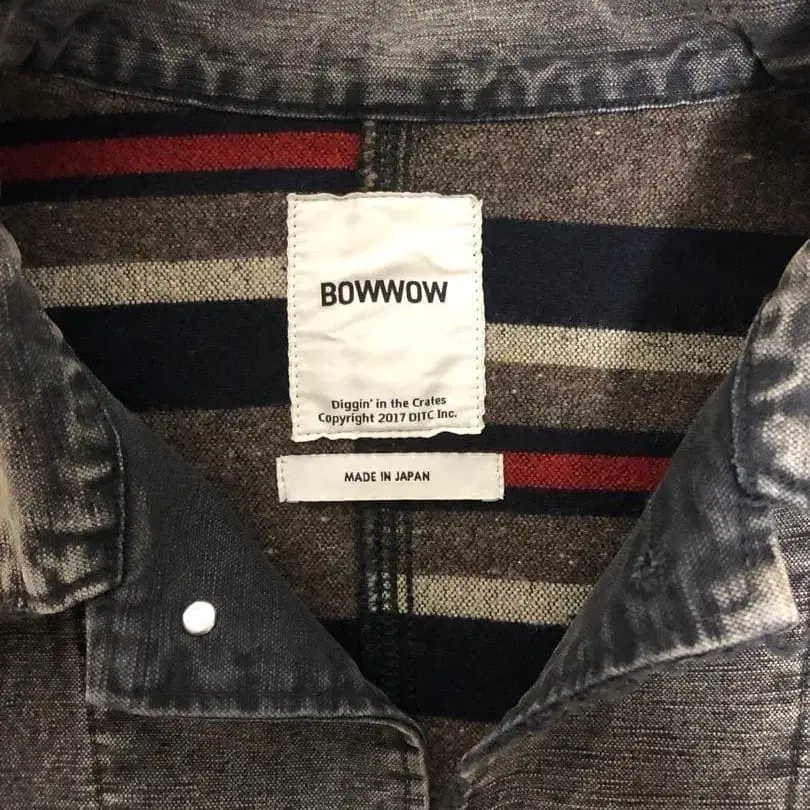 BOWWOW
Diggin' in the Crates
Copyright 2017 DITC Inc.
MADE IN JAPAN